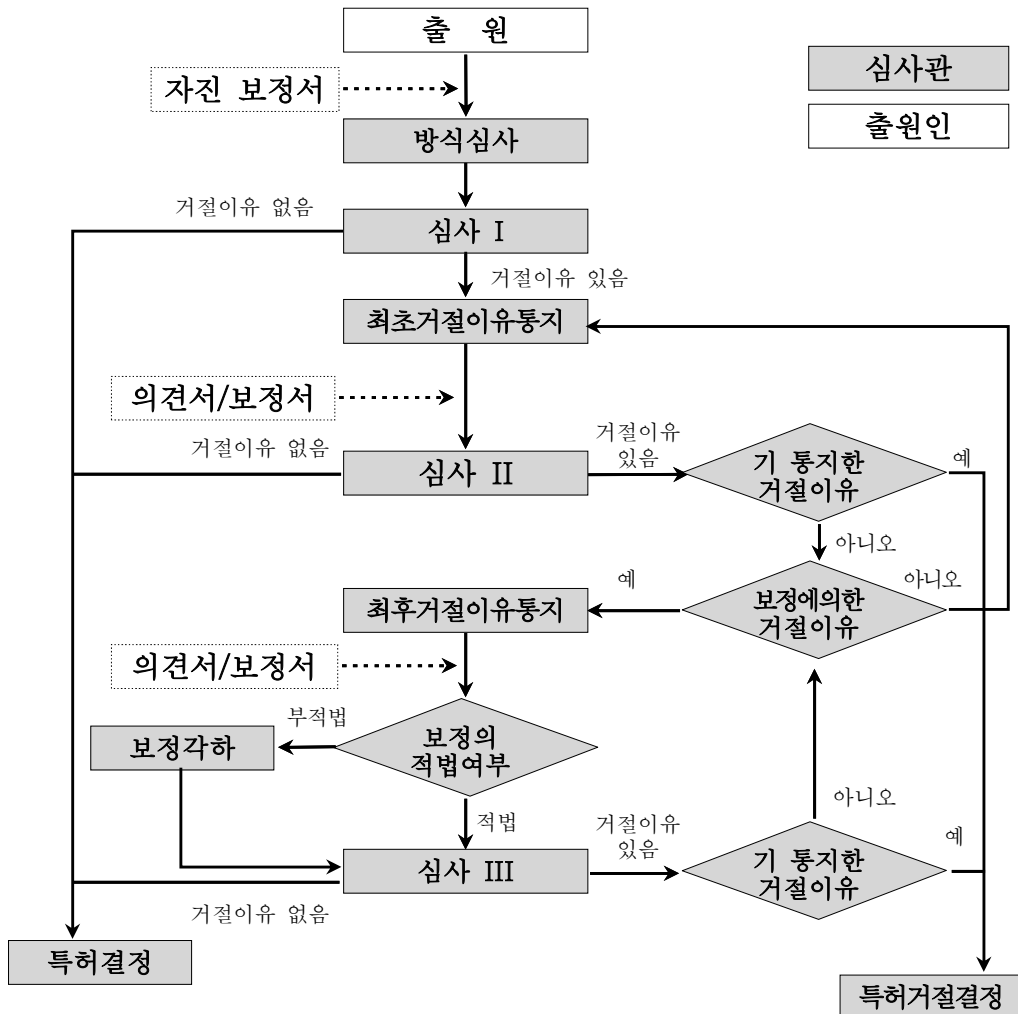 출 원
심사관
자진 보정서
출원인
방식심사
거절이유 없음
심사 I
거절이유 있음
최초거절이유통지
의견서/보정서
거절이유 없음
심사 II
거절이유
있음
기 통지한
거절이유
예
아니오
예
보정에의한
거절이유
아니오
최후거절이유통지
의견서/보정서
부적법
보정각하
보정의
적법여부
적법
아니오
심사 III
거절이유
있음
기 통지한
거절이유
예
거절이유 없음
특허결정
특허거절결정